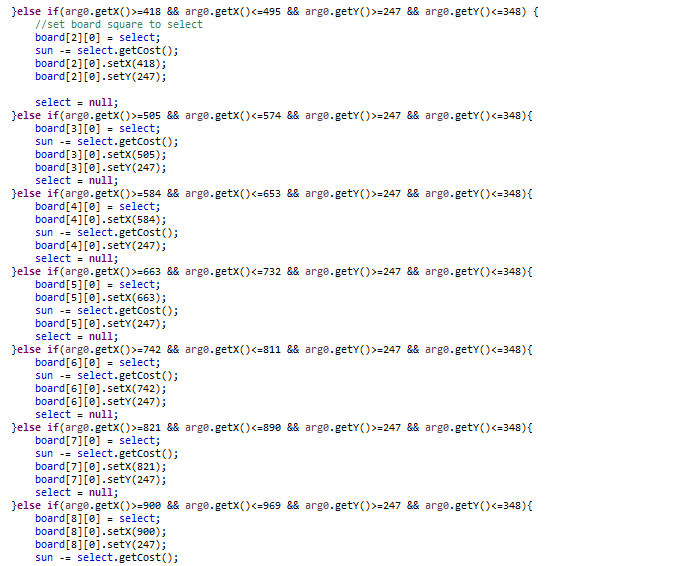 }else if(arg0.getX()>=418 && arg0.getX()<=495 && arg0.getY()>=247 && arg0.getY()<=348) {
//set board square to select
board[2][0] = select;
sun -= select.getCost();
board[2][0].setX(418);
board[2][0].setY(247);
select = null;
}else if(arg0.getX()>=505 && arg0.getX()<=574 && arg0.getY()>=247 && arg0.getY()<=348){
board[3][0] = select;
sun -= select.getCost();
board[3][0].setX(505);
board[3][0].setY(247);
select = null;
}else if(arg0.getX()>=584 && arg0.getX()<=653 && arg0.getY()>=247 && arg0.getY()<=348){
board[4][0] = select;
board[4][0].setX(584);
sun -= select.getCost();
board[4][0].setY(247);
select = null;
}else if(arg0.getX()>=663 && arg0.getX()<=732 && arg0.getY()>=247 && arg0.getY()<=348){
board[5][0] = select;
board[5][0].setX(663);
sun -= select.getCost();
board[5][0].setY(247);
select = null;
}else if(arg0.getX()>=742 && arg0.getX()<=811 && arg0.getY()>=247 && arg0.getY()<=348){
board[6][0] = select;
sun -= select.getCost();
board[6][0].setX(742);
board[6][0].setY(247);
select = null;
}else if(arg0.getX()>=821 && arg0.getX()<=890 && arg0.getY()>=247 && arg0.getY()<=348){
board[7][0] = select;
sun -= select.getCost();
board[7][0].setX(821);
board[7][0].setY(247);
select = null;
}else if(arg0.getX()>=900 && arg0.getX()<=969 && arg0.getY()>=247 && arg0.getY()<=348){
board[8][0] = select;
board[8][0].setX(900);
board[8][0].setY(247);
sun -= select.getCost();